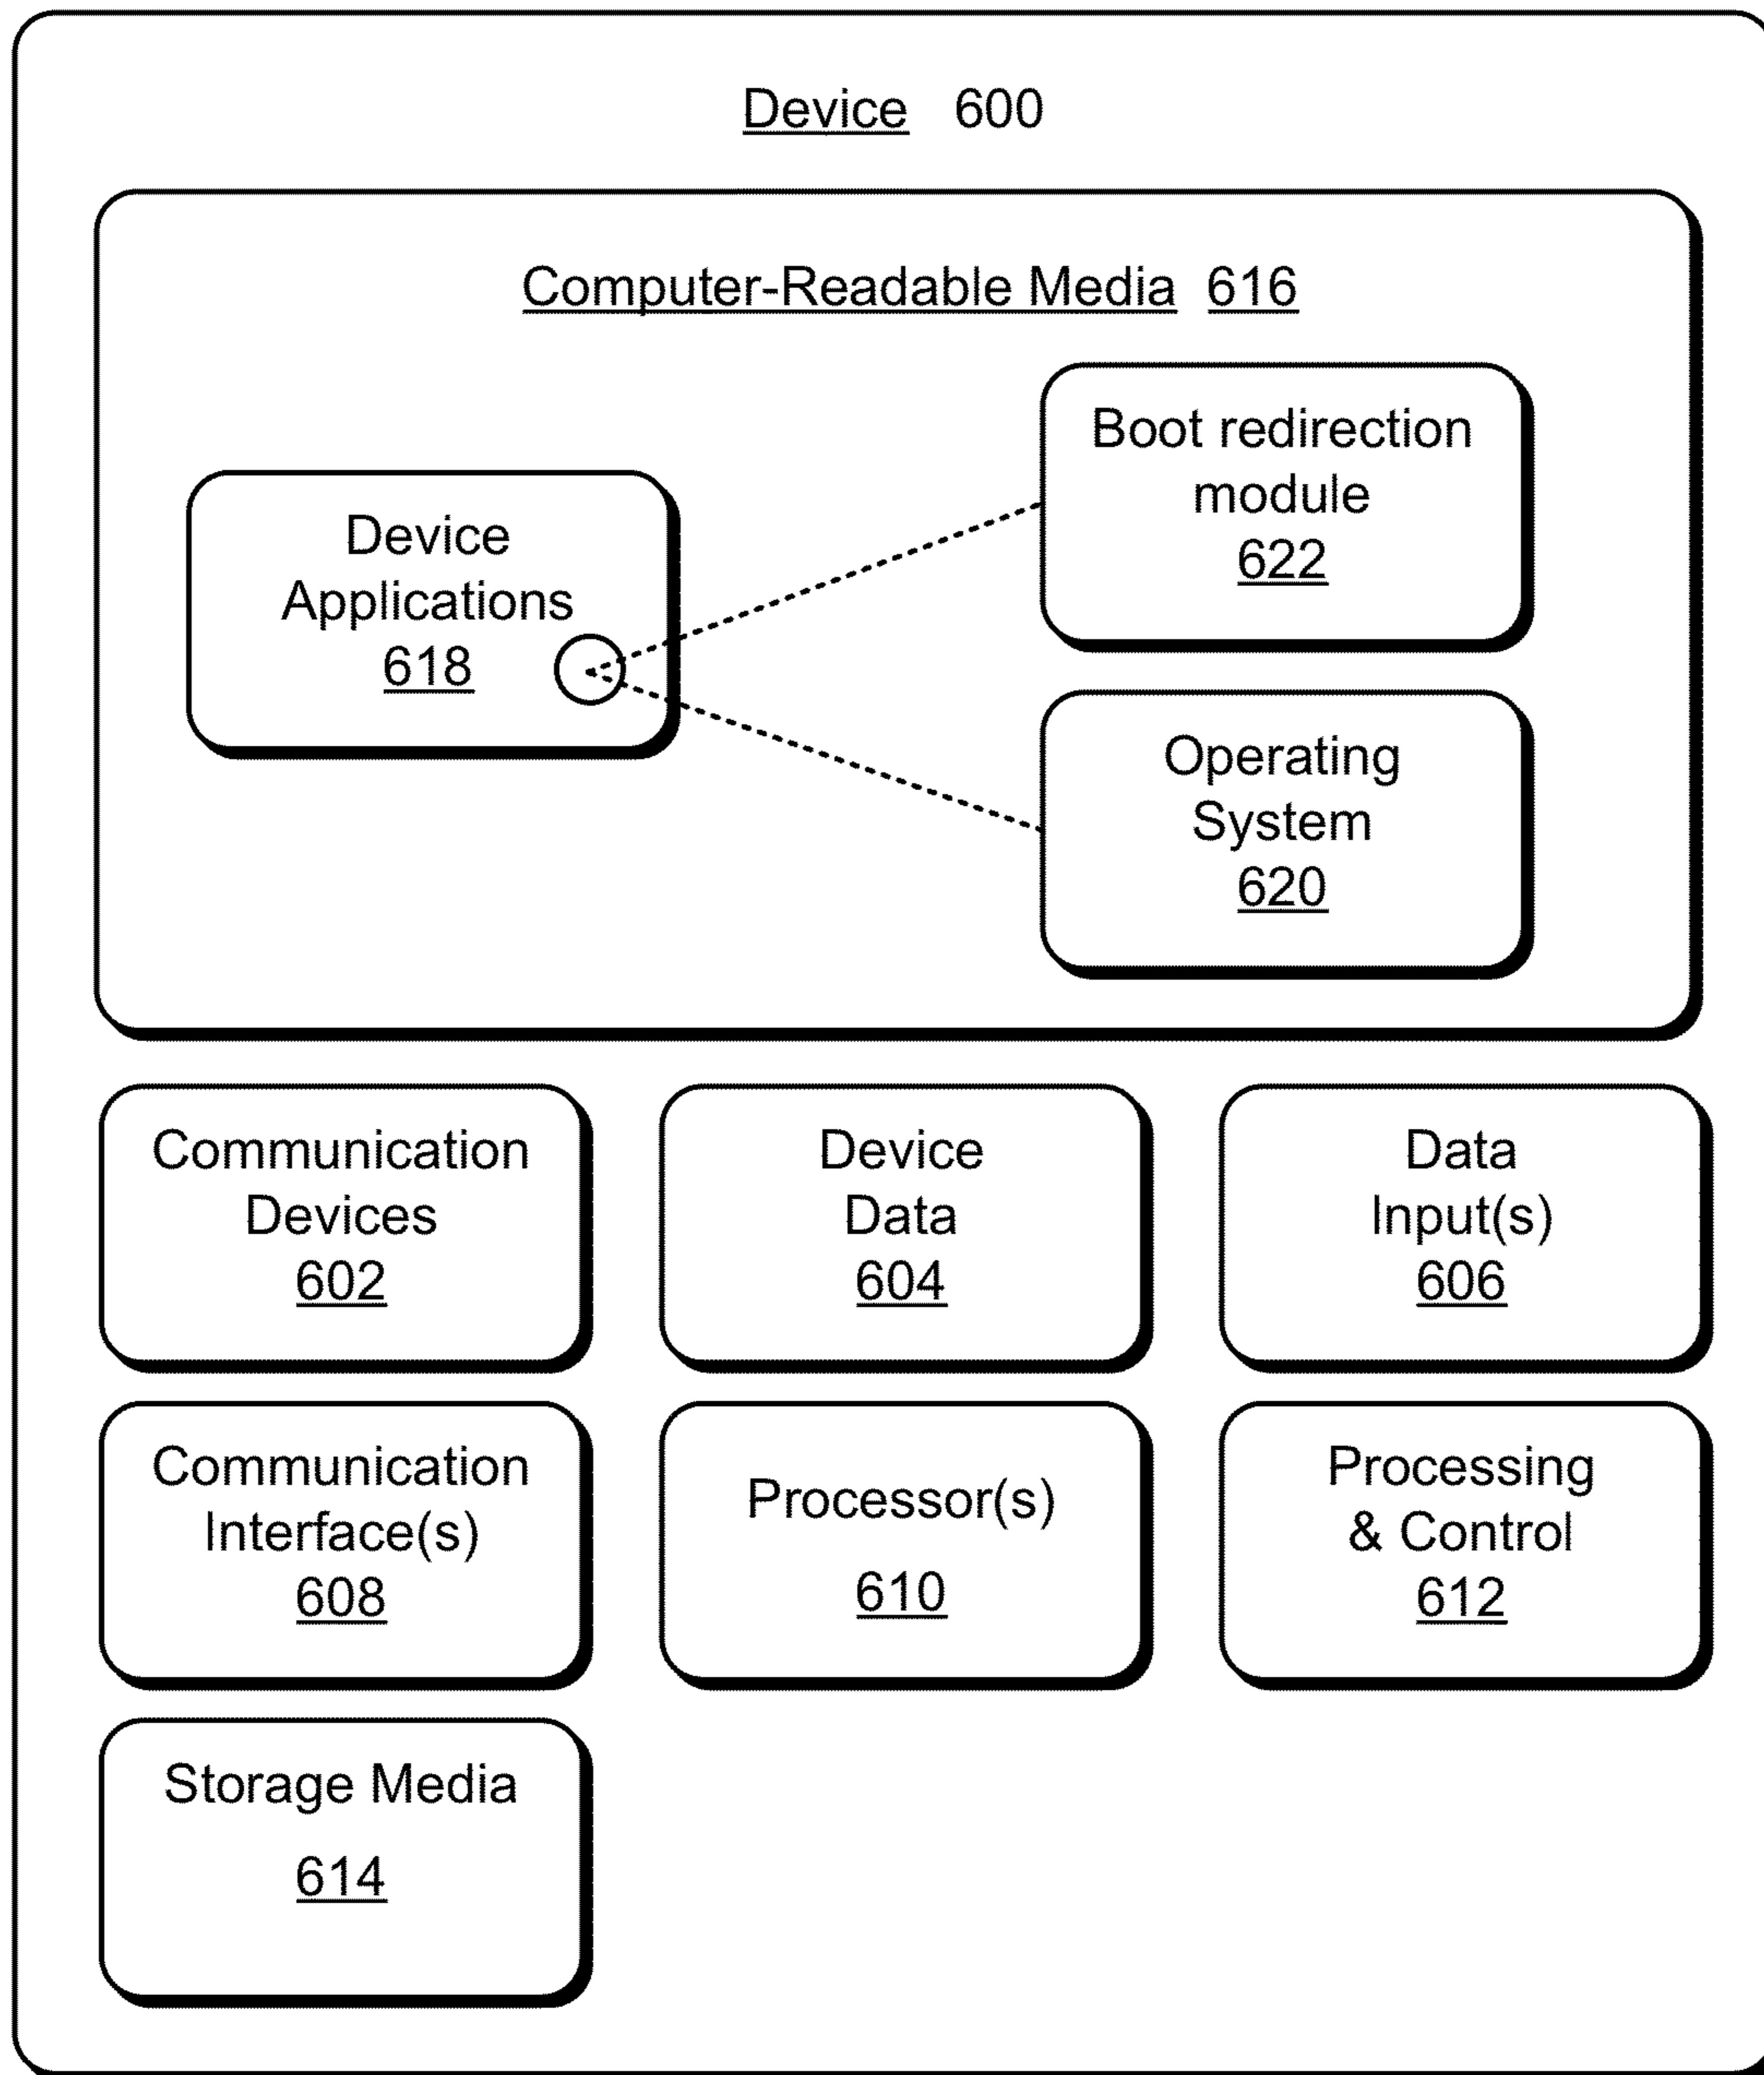 Device 600
Computer-Readable Media 616
Device
Applications
618
Boot redirection
module
622
Operating
System
620
Communication
Devices
602
Device
Data
604
Data
Input(s)
606
Communication
Interface(s)
608
Processor(s)
610
Processing
& Control
612
Storage Media
614